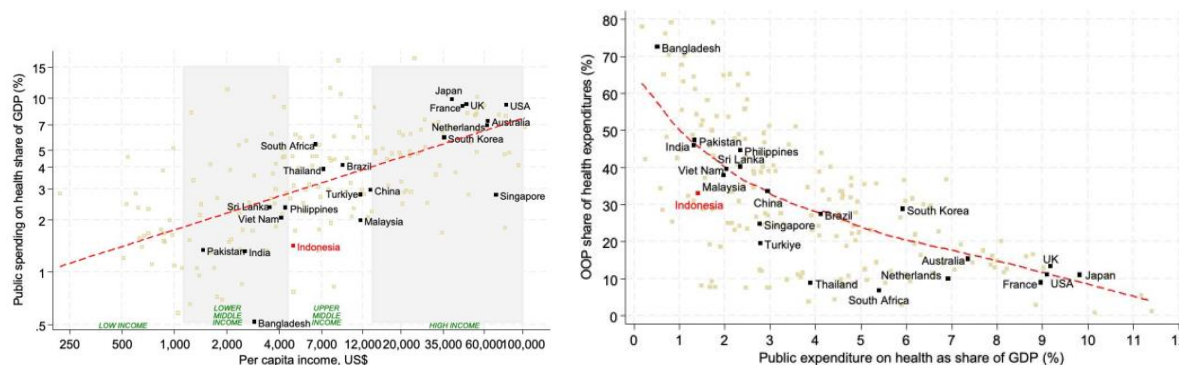 Public spending on health share of GDP (%)
15
10
7
5
4
3
2
1
.5
Japan
France
UK
USA
Netherlands
Australia
South Korea
South Africa
Thailand
Brazil
Turkiye
China
Singapore
Sri Lanka
Philippines
Viet Nam
Malaysia
Pakistan
India
Indonesia
Bangladesh
LOW INCOME
LOWER
MIDDLE
INCOME
UPPER
MIDDLE
INCOME
HIGH INCOME
250
500
1,000
2,000
4,000
7,000
12,000
20,000
35,000
60,000
100,000
Per capita income, US$
OOP share of health expenditures (%)
80
70
60
50
40
30
20
10
0
Bangladesh
Pakistan
India
Philippines
Sri Lanka
Viet Nam
Malaysia
Indonesia
China
Brazil
South Korea
Singapore
Turkiye
Australia
UK
Thailand
Netherlands
Japan
South Africa
France
USA
0
1
2
3
4
5
6
7
8
9
10
11
12
Public expenditure on health as share of GDP (%)